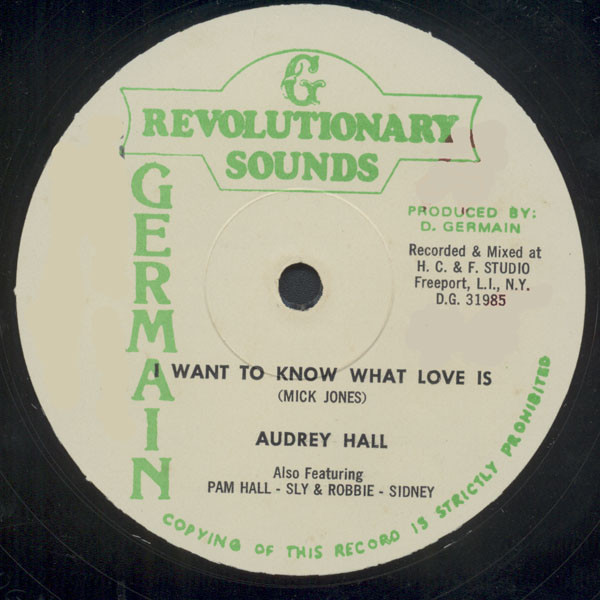 G
REVOLUTIONARY
SOUNDS
GERMAIN
PRODUCED BY:
D. GERMAIN
Recorded & Mixed at
H. C. & F. STUDIO
Freeport, L.I., N.Y.
D.G. 31985
I WANT TO KNOW WHAT LOVE IS
(MICK JONES)
AUDREY HALL
Also Featuring
PAM HALL - SLY & ROBBIE - SIDNEY
COPYING OF THIS RECORD IS STRICTLY PROHIBITED